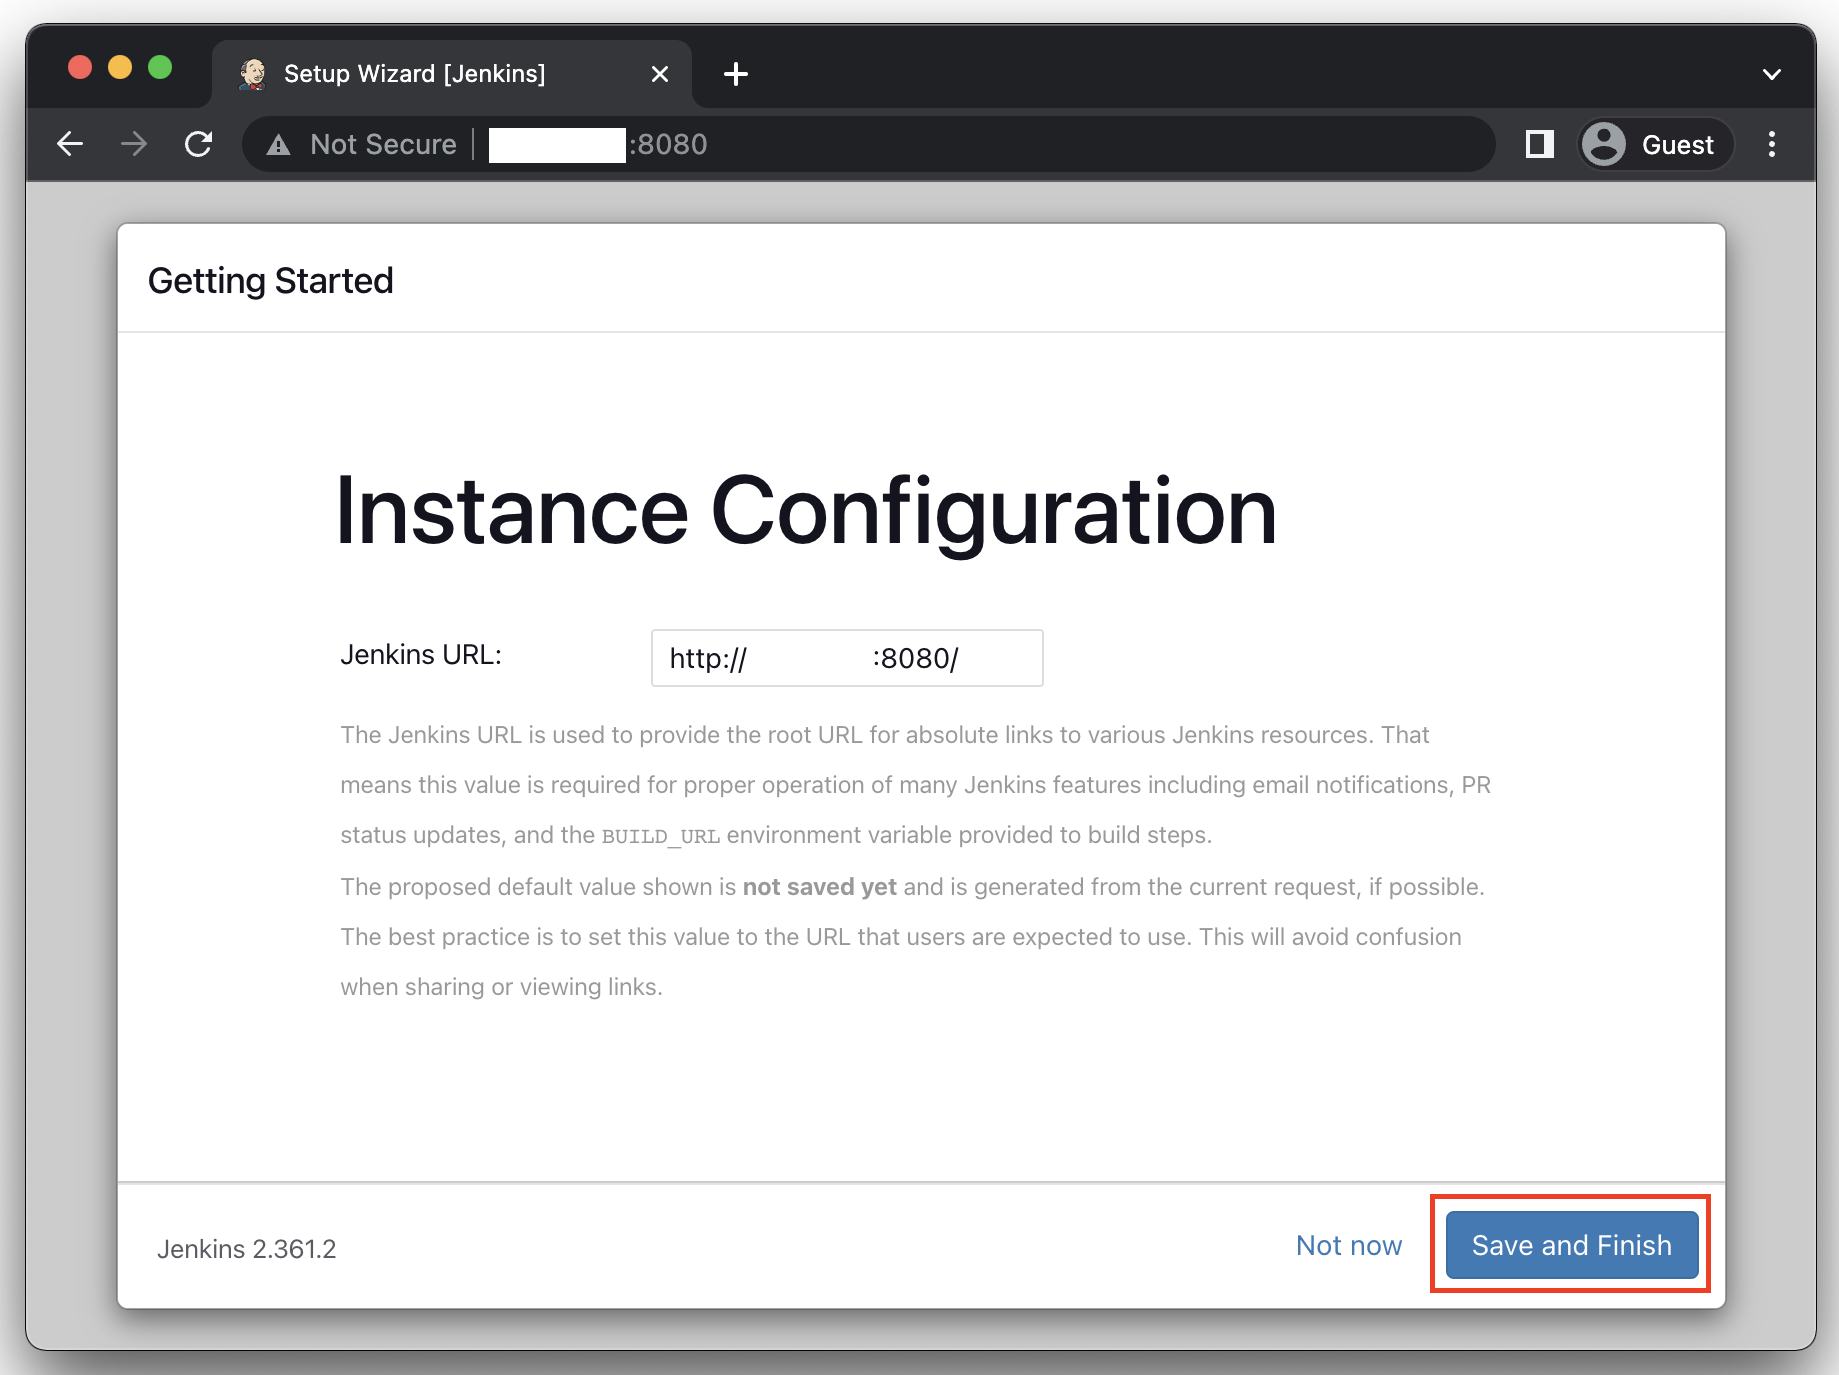 Setup Wizard [Jenkins]
Not Secure
:8080
Guest
Getting Started
Instance Configuration
Jenkins URL:
http:// :8080/
The Jenkins URL is used to provide the root URL for absolute links to various Jenkins resources. That
means this value is required for proper operation of many Jenkins features including email notifications, PR
status updates, and the BUILD_URL environment variable provided to build steps.
The proposed default value shown is not saved yet and is generated from the current request, if possible.
The best practice is to set this value to the URL that users are expected to use. This will avoid confusion
when sharing or viewing links.
Jenkins 2.361.2
Not now
Save and Finish